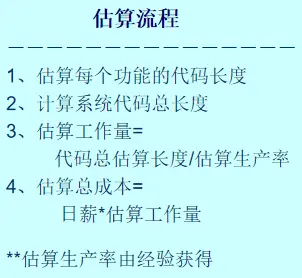 估算流程
1、估算每个功能的代码长度
2、计算系统代码总长度
3、估算工作量=
代码总估算长度/估算生产率
4、估算总成本=
日薪*估算工作量
**估算生产率由经验获得